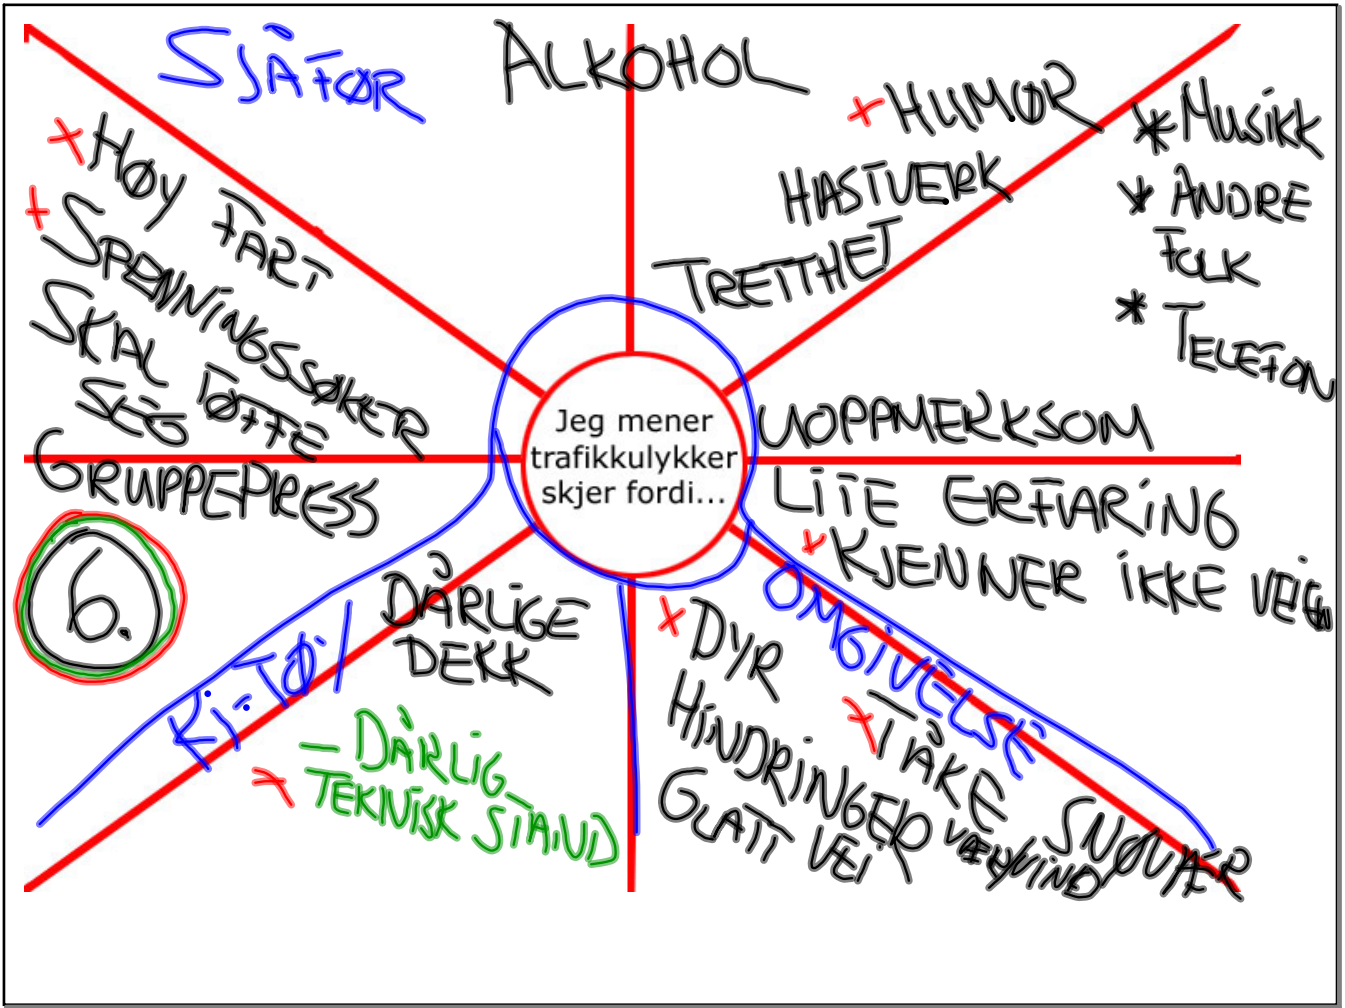 SJÅFØR
ALKOHOL
HUMØR
HASTVERK
TRETTHET
* MUSIKK
* ANDRE
FOLK
* TELEFON
UOPPMERKSOM
HØY FART
SPENNINGSSØKER
SKAL TØFFE
SEG
GRUPPEPRESS
6.
Jeg mener
trafikkulykker
skjer fordi...
LITE ERFARING
KJENNER IKKE VEIEN
OMGIVELSE
DYR
HINDRINGER
GLATT VEI
TÅKE
SNØVÆR
VÆR/VIND
KJ:TØY
DÅRLIGE
DEKK
- DÅRLIG
TEKNISK STAND